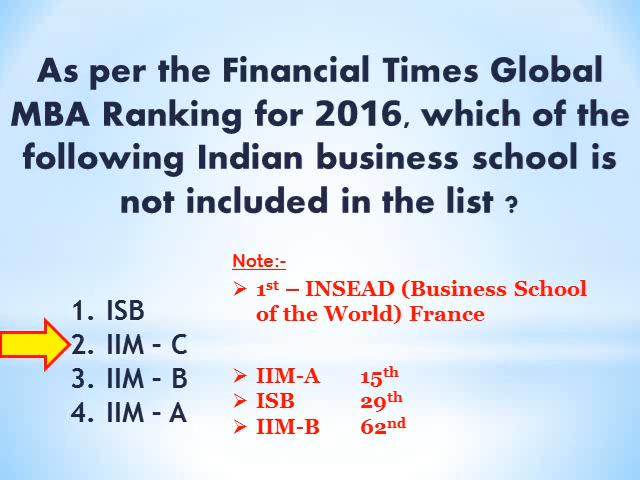 As per the Financial Times Global
MBA Ranking for 2016, which of the
following Indian business school is
not included in the list ?
1. ISB
2. IIM – C
3. IIM – B
4. IIM – A
Note:-
➢ 1st – INSEAD (Business School
of the World) France
➢ IIM-A 15th
➢ ISB 29th
➢ IIM-B 62nd